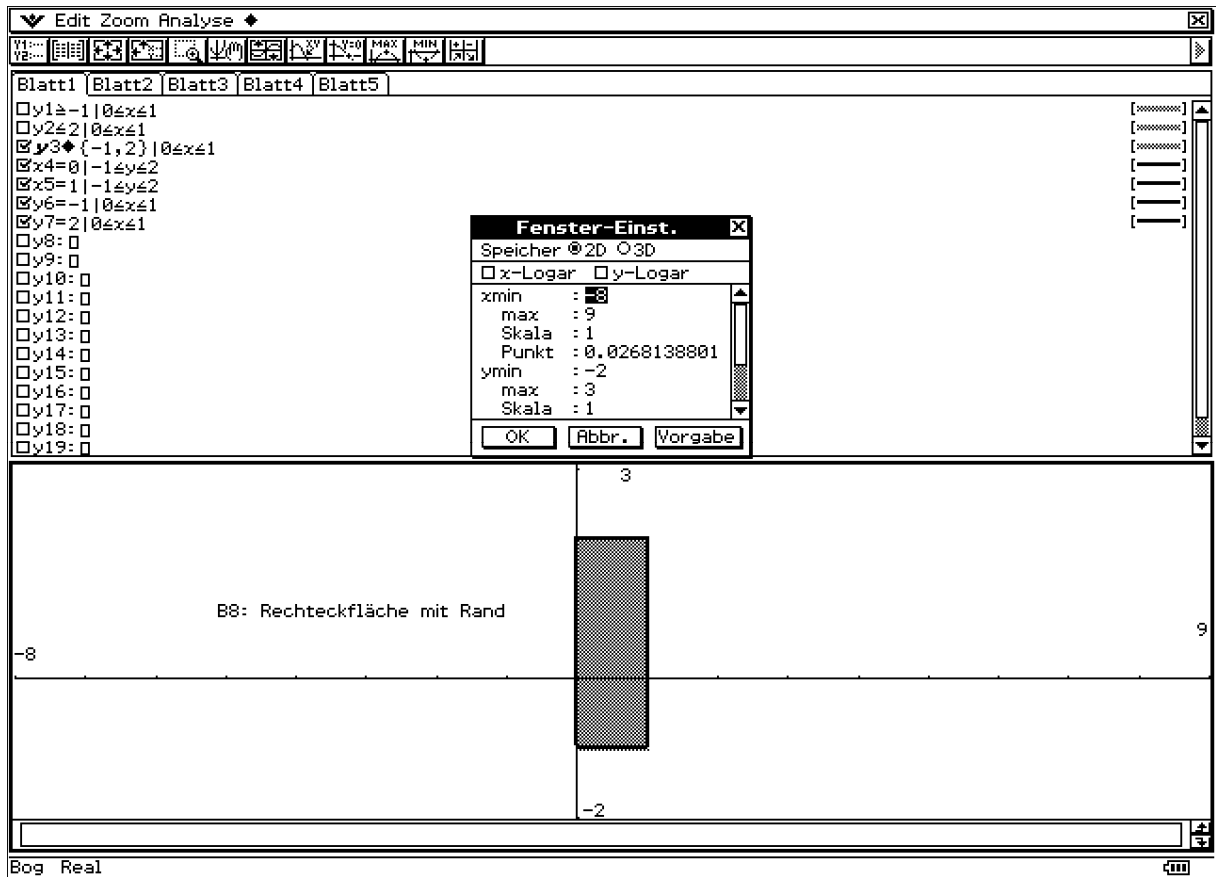 Edit Zoom Analyse
Blatt1 Blatt2 Blatt3 Blatt4 Blatt5
y1≥-1|0≤x≤1
y2≤2|0≤x≤1
y3◆{-1,2}|0≤x≤1
x4=0|-1≤y≤2
x5=1|-1≤y≤2
y6=-1|0≤x≤1
y7=2|0≤x≤1
y8:
y9:
y10:
y11:
y12:
y13:
y14:
y15:
y16:
y17:
y18:
y19:
Fenster-Einst.
Speicher 2D 3D
x-Logar y-Logar
xmin :-8
max :9
Skala :1
Punkt :0.0268138801
ymin :-2
max :3
Skala :1
OK Abbr. Vorgabe
3
B8: Rechteckfläche mit Rand
9
-8
-2
Bog Real